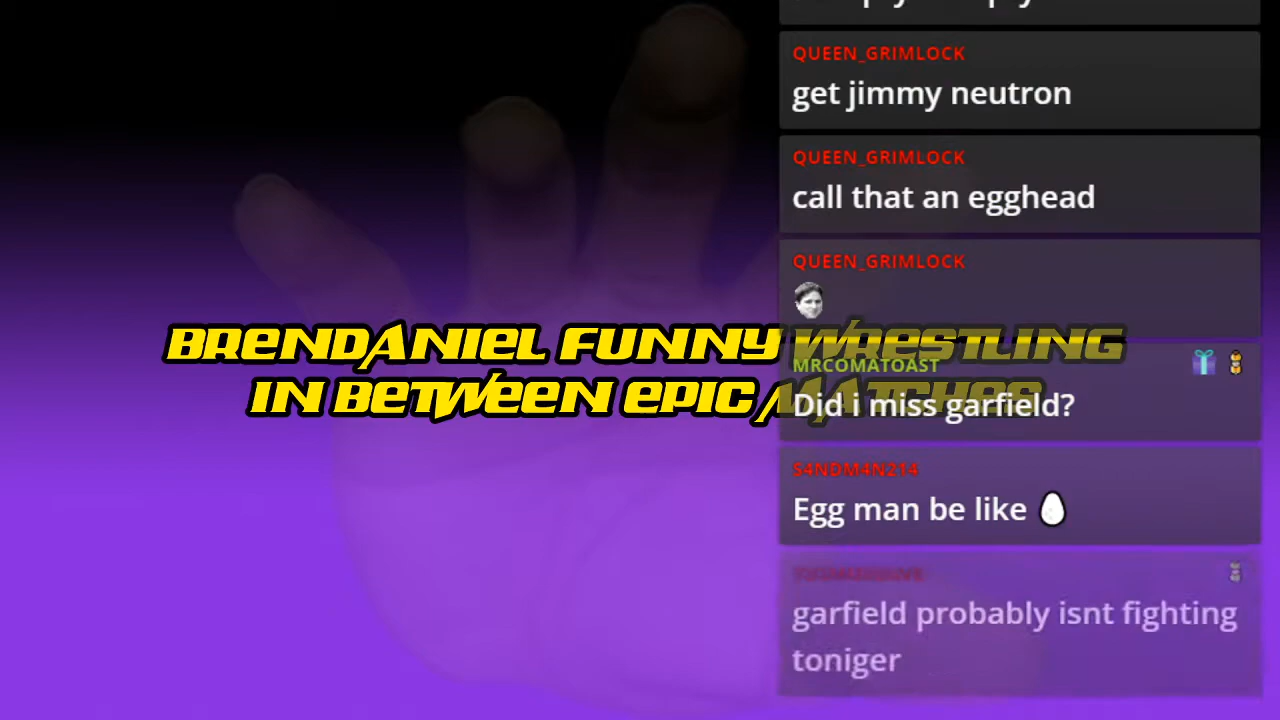 QUEEN_GRIMLOCK
get jimmy neutron
QUEEN_GRIMLOCK
call that an egghead
QUEEN_GRIMLOCK
BRENDANIEL FUNNY WRESTLING
IN BETWEEN EPIC MATCHES
MRCOMATOAST
Did i miss garfield?
S4NDM4N214
Egg man be like 🥚
garfield probably isnt fighting
toniger